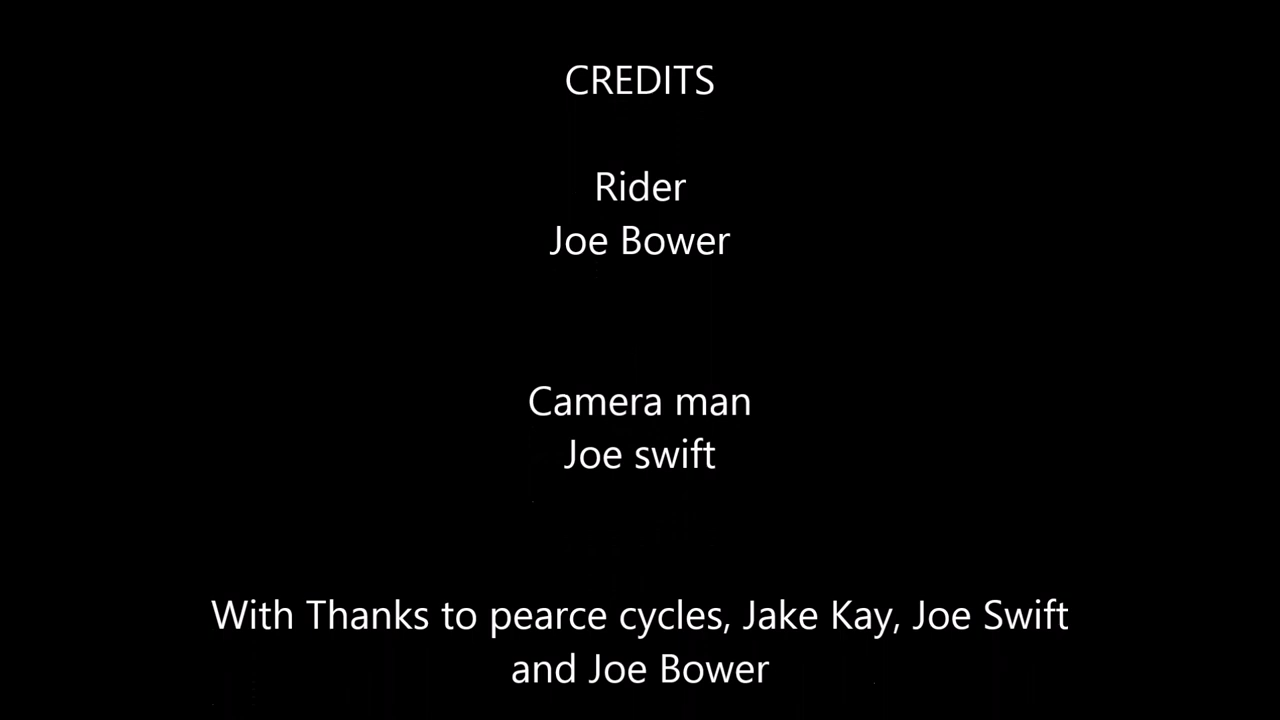 CREDITS
Rider
Joe Bower
Camera man
Joe swift
With Thanks to pearce cycles, Jake Kay, Joe Swift
and Joe Bower